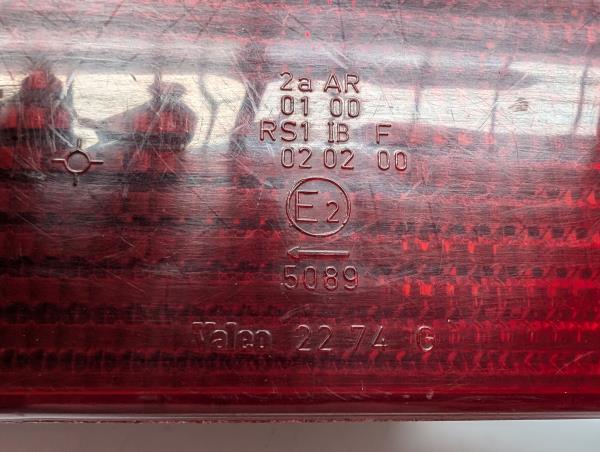 2a AR
01 00
RS1 IB F
02 02 00
E2
5089
Valeo 22 74 G